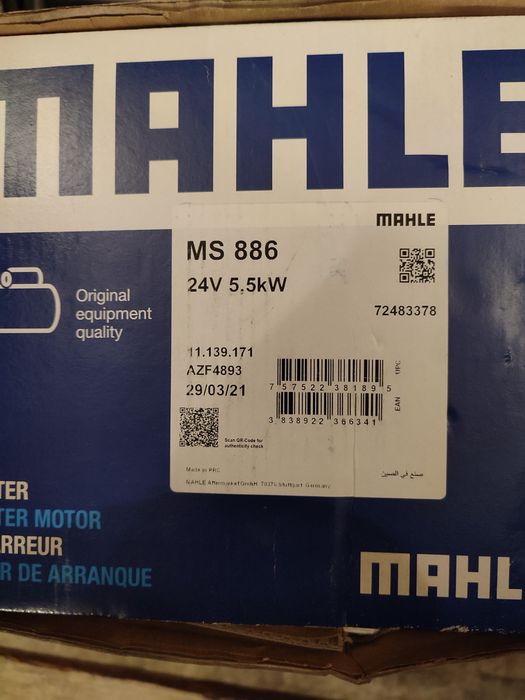 MAHLE
MAHLE
MS 886
24V 5.5kW
72483378
Original
equipment
quality
11.139.171
AZF4893
29/03/21
7 57522 38189 5
UPC
3 838922 366341
EAN
Scan QR-Code for
authenticity check
Made in PRC
صنع في الصين
MAHLE Aftermarket GmbH, 70376 Stuttgart, Germany
TER
TER MOTOR
ARREUR
R DE ARRANQUE
MAHL